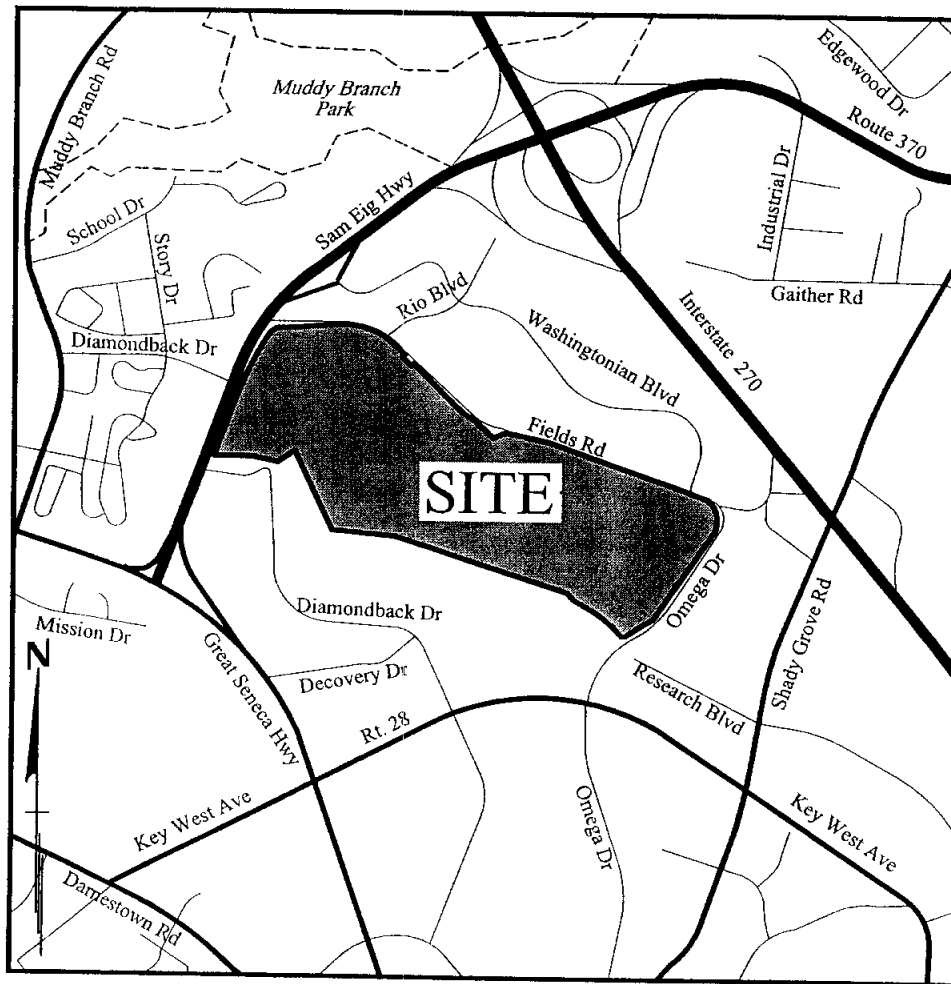 Edgewood Dr
Muddy Branch
Park
Muddy Branch Rd
Route 370
Sam Eig Hwy
Industrial Dr
School Dr
Story Dr
Gaither Rd
Rio Blvd
Interstate 270
Washingtonian Blvd
Diamondback Dr
Fields Rd
SITE
Omega Dr
Diamondback Dr
Mission Dr
Great Seneca Hwy
Shady Grove Rd
N
Decovery Dr
Research Blvd
Rt. 28
Key West Ave
Omega Dr
Key West Ave
Darnestown Rd